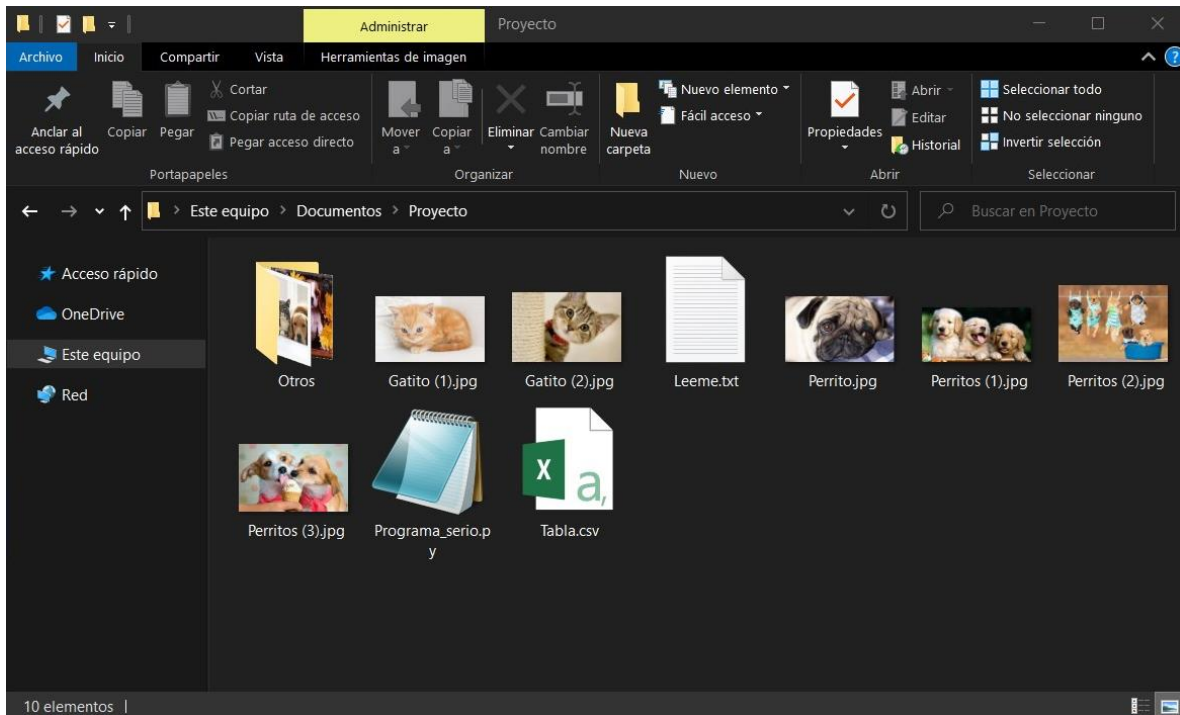 Administrar Proyecto
Archivo Inicio Compartir Vista Herramientas de imagen
Anclar al
acceso rápido
Copiar
Pegar
Cortar
Copiar ruta de acceso
Pegar acceso directo
Portapapeles
Mover
a
Copiar
a
Eliminar
Cambiar
nombre
Organizar
Nueva
carpeta
Nuevo elemento
Fácil acceso
Nuevo
Propiedades
Abrir
Editar
Historial
Abrir
Seleccionar todo
No seleccionar ninguno
Invertir selección
Seleccionar
Este equipo > Documentos > Proyecto
Buscar en Proyecto
Acceso rápido
OneDrive
Este equipo
Red
Otros
Gatito (1).jpg
Gatito (2).jpg
Leeme.txt
Perrito.jpg
Perritos (1).jpg
Perritos (2).jpg
Perritos (3).jpg
Programa_serio.p
y
X a,
Tabla.csv
10 elementos